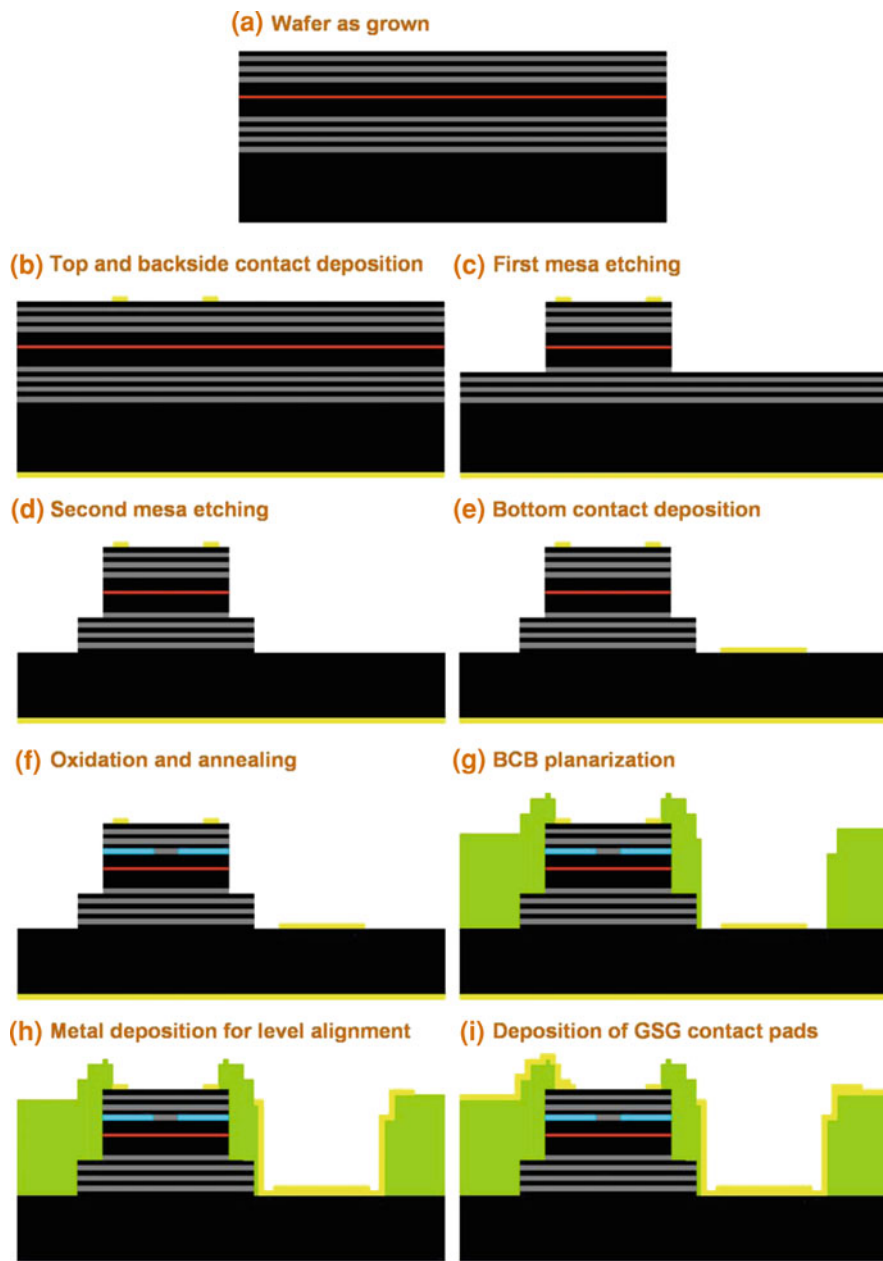 (a) Wafer as grown
(b) Top and backside contact deposition
(c) First mesa etching
(d) Second mesa etching
(e) Bottom contact deposition
(f) Oxidation and annealing
(g) BCB planarization
(h) Metal deposition for level alignment
(i) Deposition of GSG contact pads